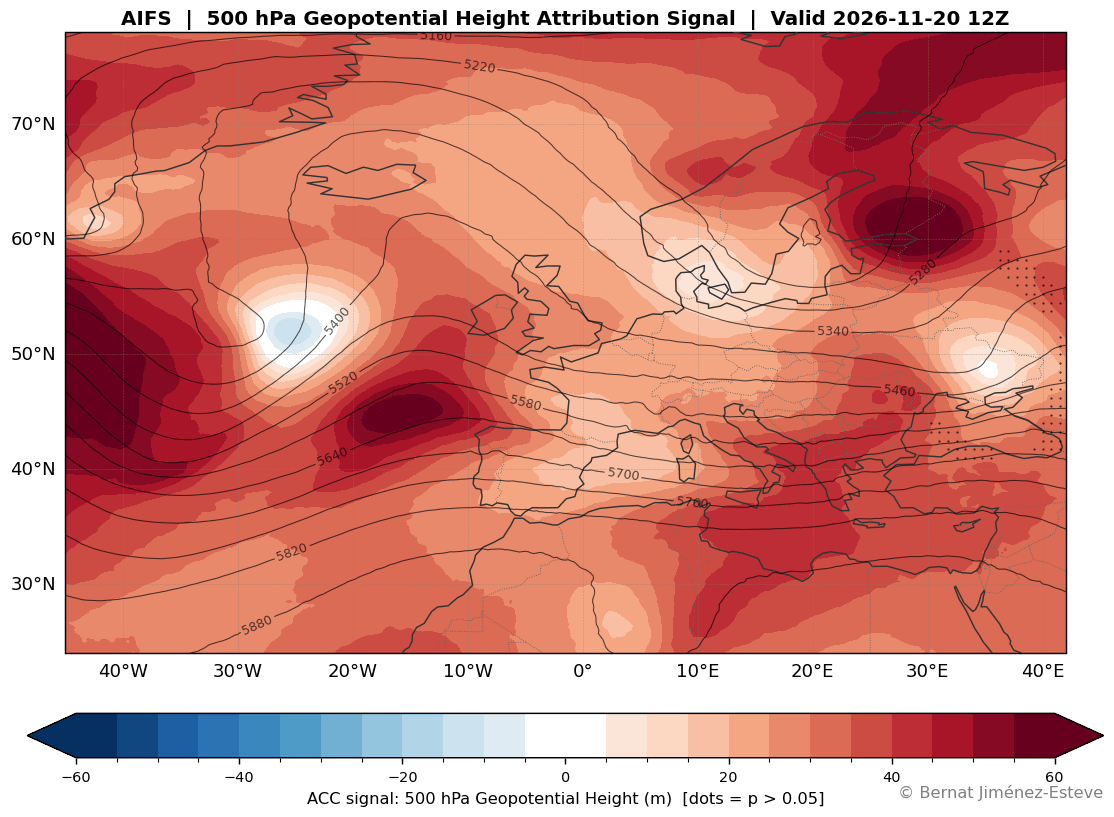 AIFS | 500 hPa Geopotential Height Attribution Signal | Valid 2026-11-20 12Z
5160
5220
70°N
60°N
5280
5400
5340
50°N
5520
5460
5580
5640
40°N
5700
5760
5820
30°N
5880
40°W 30°W 20°W 10°W 0° 10°E 20°E 30°E 40°E
−60 −40 −20 0 20 40 60
ACC signal: 500 hPa Geopotential Height (m) [dots = p > 0.05]
© Bernat Jiménez-Esteve